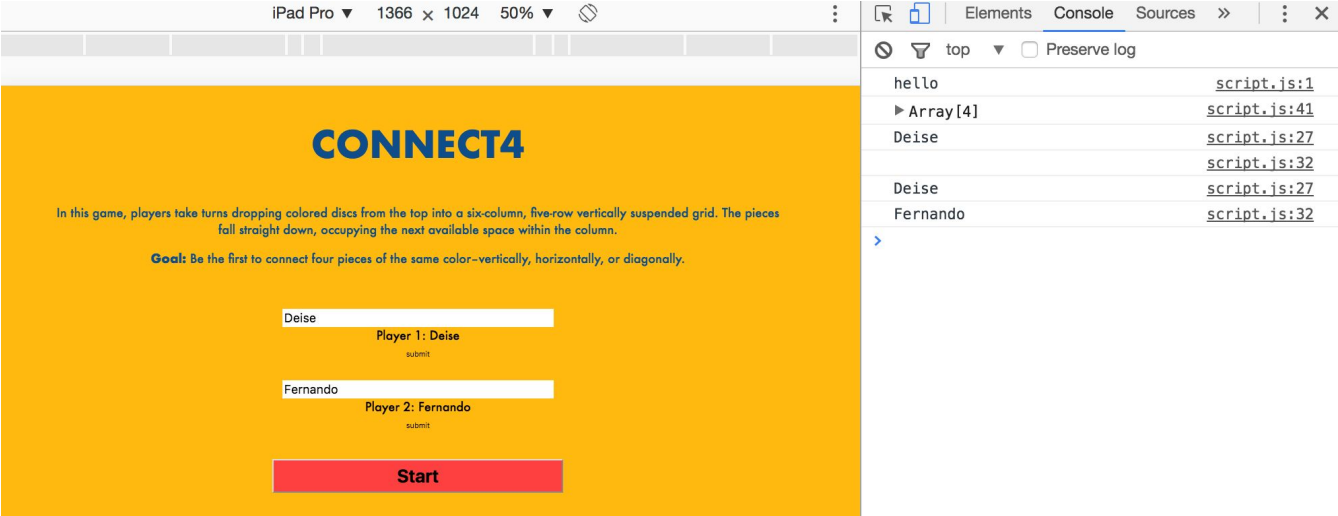 iPad Pro ▼ 1366 × 1024 50% ▼
Elements Console Sources »
top ▼ Preserve log
CONNECT4
In this game, players take turns dropping colored discs from the top into a six-column, five-row vertically suspended grid. The pieces
fall straight down, occupying the next available space within the column.
Goal: Be the first to connect four pieces of the same color–vertically, horizontally, or diagonally.
Deise
Player 1: Deise
submit
Fernando
Player 2: Fernando
submit
Start
hello script.js:1
▶ Array[4] script.js:41
Deise script.js:27
script.js:32
Deise script.js:27
Fernando script.js:32
>